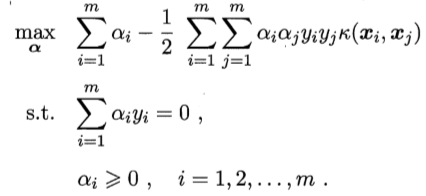 max_α ∑_{i=1}^{m} α_i − 1/2 ∑_{i=1}^{m} ∑_{j=1}^{m} α_i α_j y_i y_j κ(x_i, x_j)
s.t. ∑_{i=1}^{m} α_i y_i = 0 ,
α_i ⩾ 0 , i = 1, 2, . . . , m .